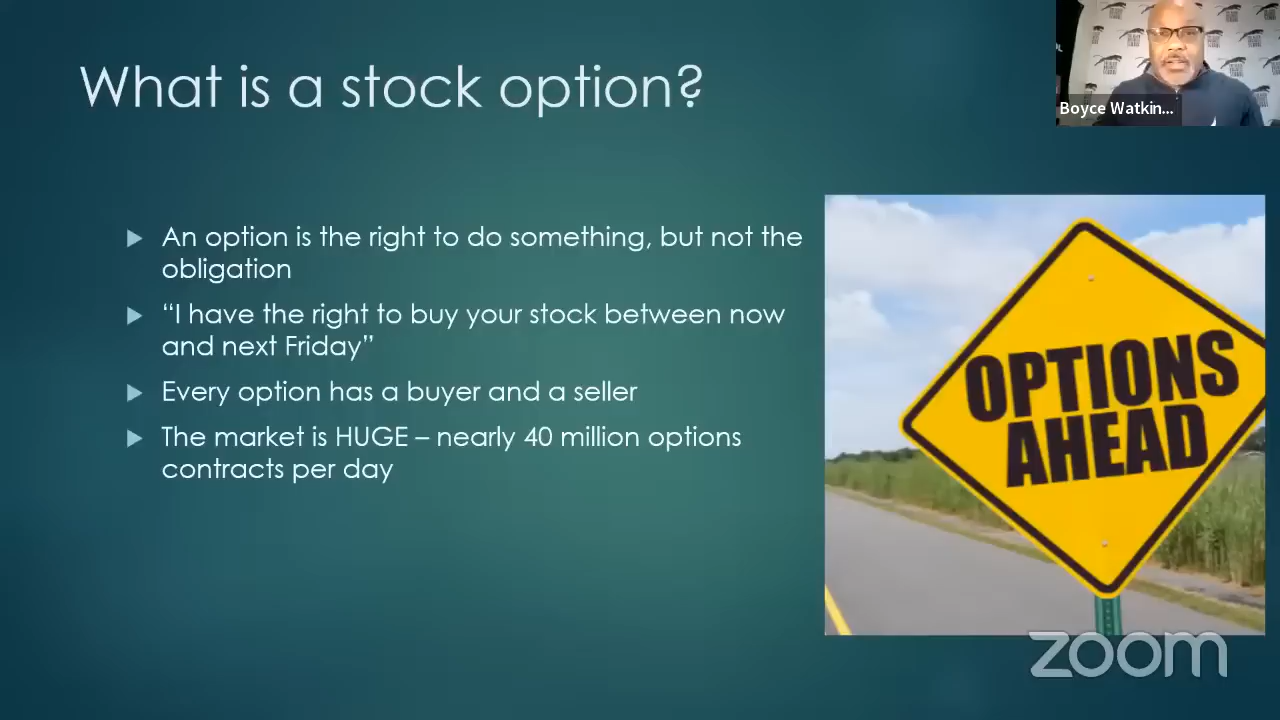 What is a stock option?
Boyce Watkin...
An option is the right to do something, but not the
obligation
“I have the right to buy your stock between now
and next Friday”
Every option has a buyer and a seller
The market is HUGE – nearly 40 million options
contracts per day
OPTIONS
AHEAD
zoom